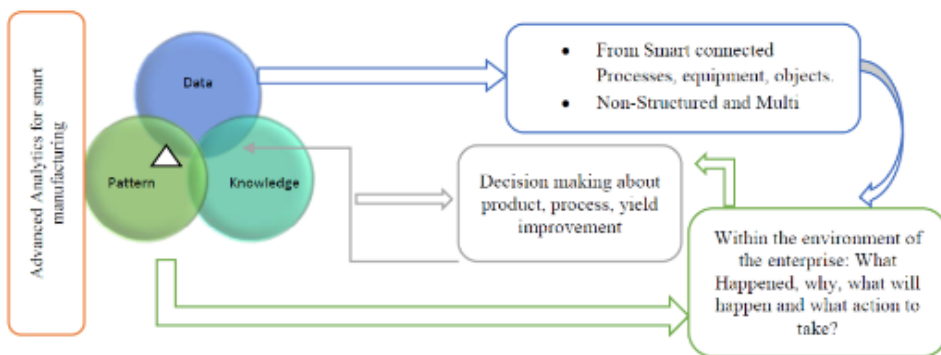 Advanced Analytics for smart
manufacturing
Data
Pattern
Knowledge
• From Smart connected
Processes, equipment, objects.
• Non-Structured and Multi
Decision making about
product, process, yield
improvement
Within the environment of
the enterprise: What
Happened, why, what will
happen and what action to
take?